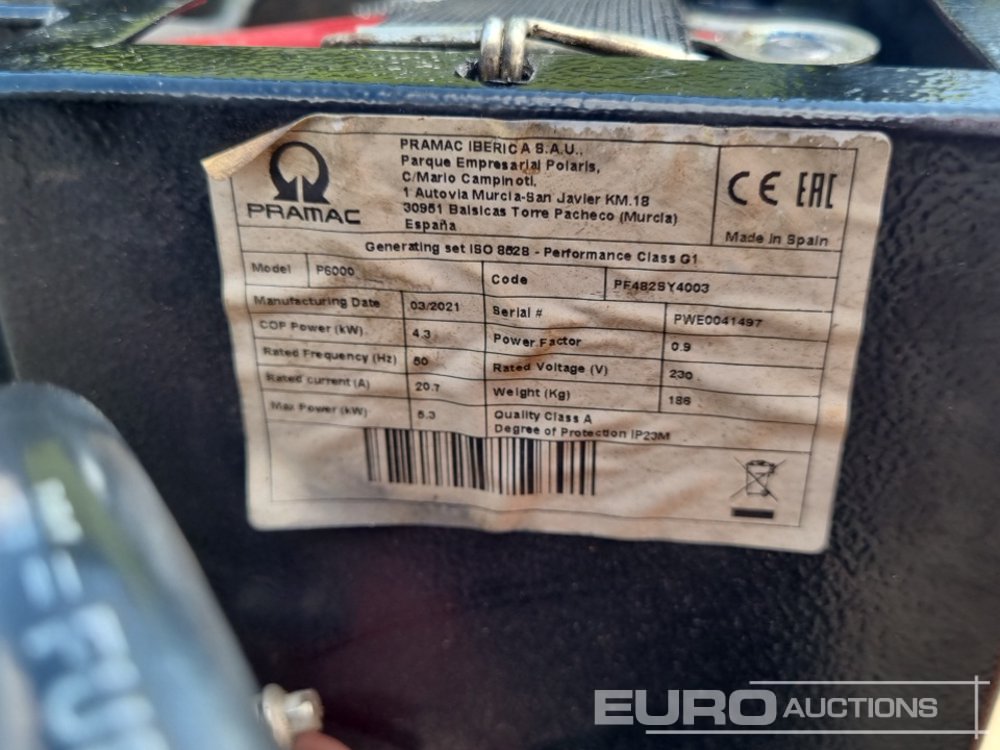 PRAMAC
PRAMAC IBERICA S.A.U.,
Parque Empresarial Polaris,
C/Mario Campinoti,
1 Autovia Murcia-San Javier KM.18
30951 Balsicas Torre Pacheco (Murcia)
España
CE EAC
Made in Spain
Generating set ISO 8528 - Performance Class G1
Model P6000 Code PF482SY4003
Manufacturing Date 03/2021 Serial # PWE0041497
COP Power (kW) 4.3 Power Factor 0.9
Rated Frequency (Hz) 50 Rated Voltage (V) 230
Rated current (A) 20.7 Weight (Kg) 186
Max Power (kW) 5.3 Quality Class A
Degree of Protection IP23M
EURO AUCTIONS